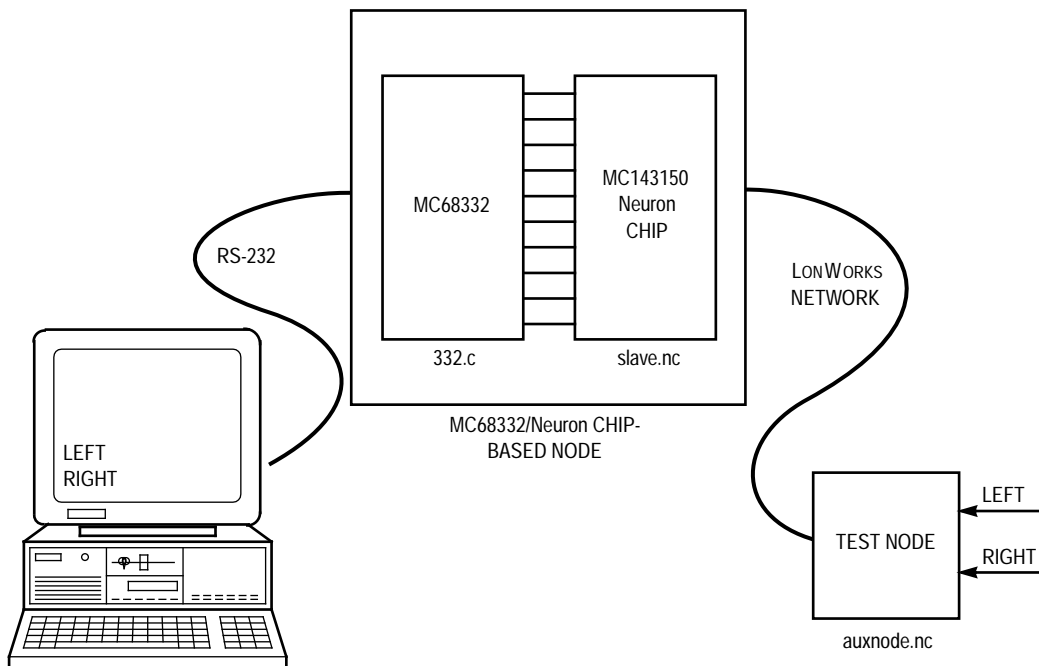 MC68332
MC143150
Neuron
CHIP
332.c
slave.nc
MC68332/Neuron CHIP-
BASED NODE
RS-232
LEFT
RIGHT
LONWORKS
NETWORK
TEST NODE
LEFT
RIGHT
auxnode.nc